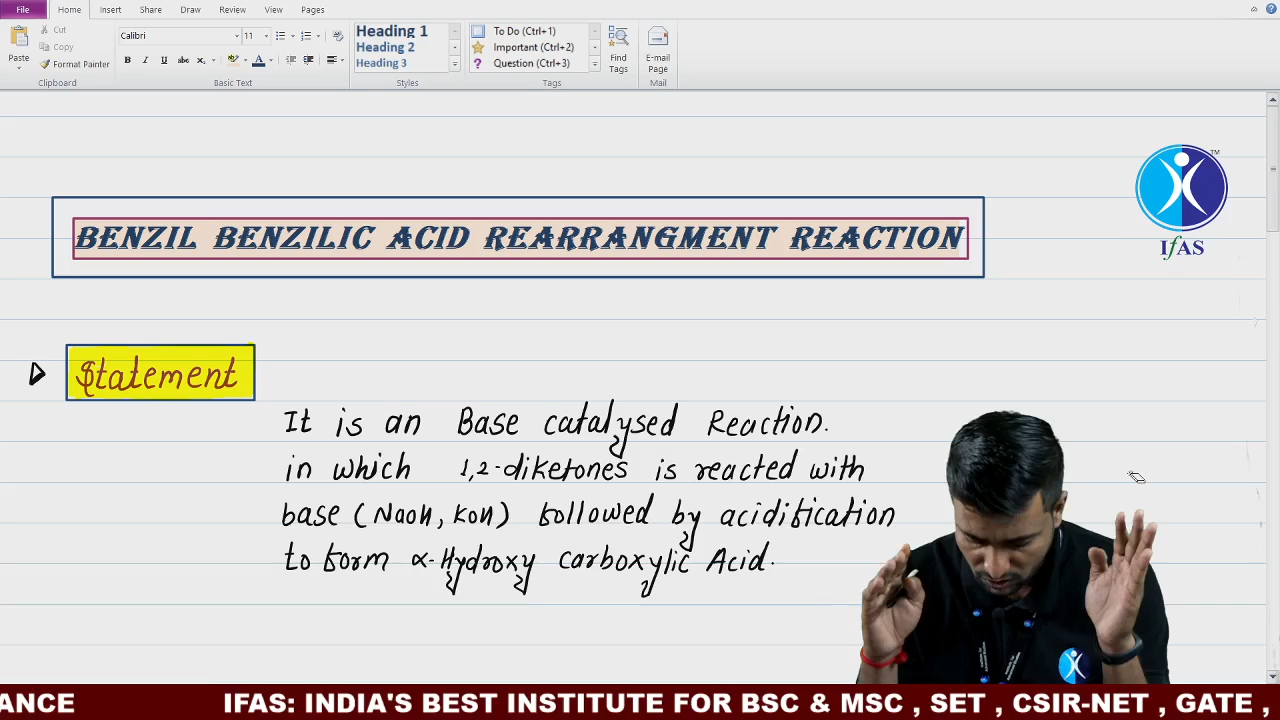 File Home Insert Share Draw Review View Pages
Paste
Cut
Copy
Format Painter
Clipboard
Calibri 11
B I U abc X₂ A
Basic Text
Heading 1
Heading 2
Heading 3
Styles
To Do (Ctrl+1)
Important (Ctrl+2)
Question (Ctrl+3)
Tags
Find Tags
E-mail Page
Mail
BENZIL BENZILIC ACID REARRANGMENT REACTION
TM
IfAS
Statement
It is an Base catalysed Reaction.
in which 1,2-diketones is reacted with
base (NaOH, KOH) followed by acidification
to form α-Hydroxy carboxylic Acid.
ANCE IFAS: INDIA'S BEST INSTITUTE FOR BSC & MSC , SET , CSIR-NET , GATE ,